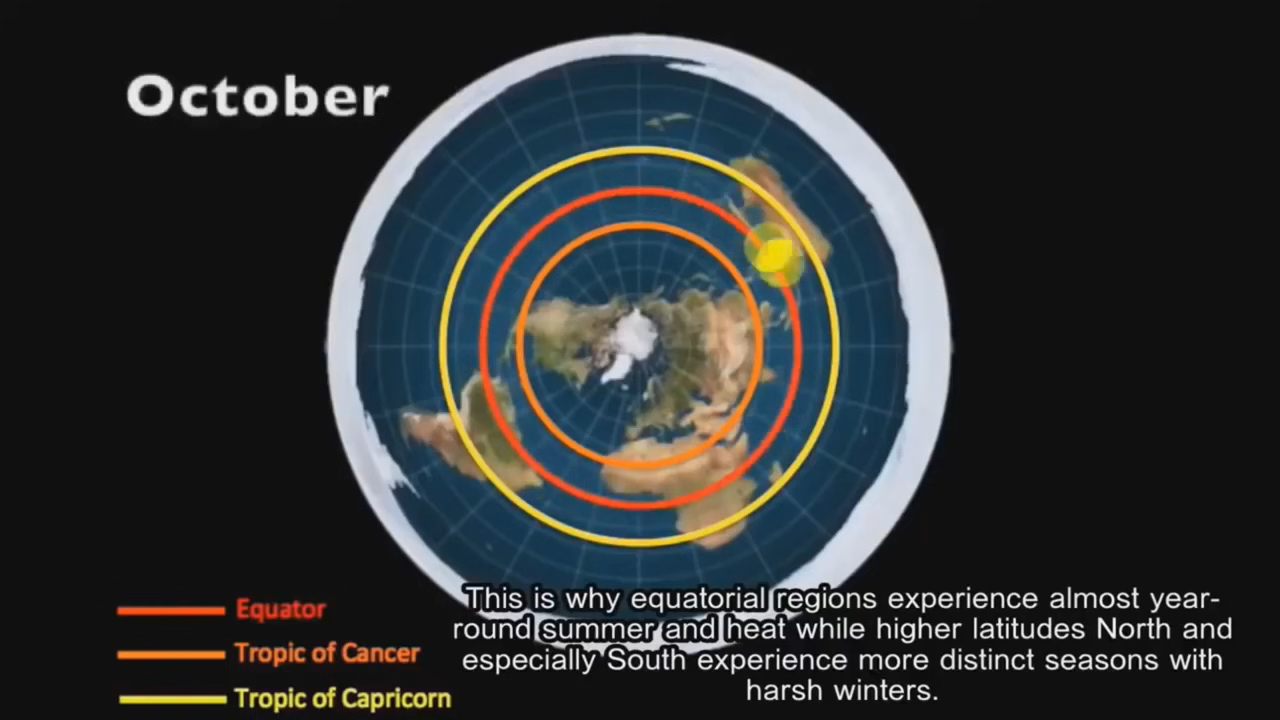 October
Equator
Tropic of Cancer
Tropic of Capricorn
This is why equatorial regions experience almost year-
round summer and heat while higher latitudes North and
especially South experience more distinct seasons with
harsh winters.